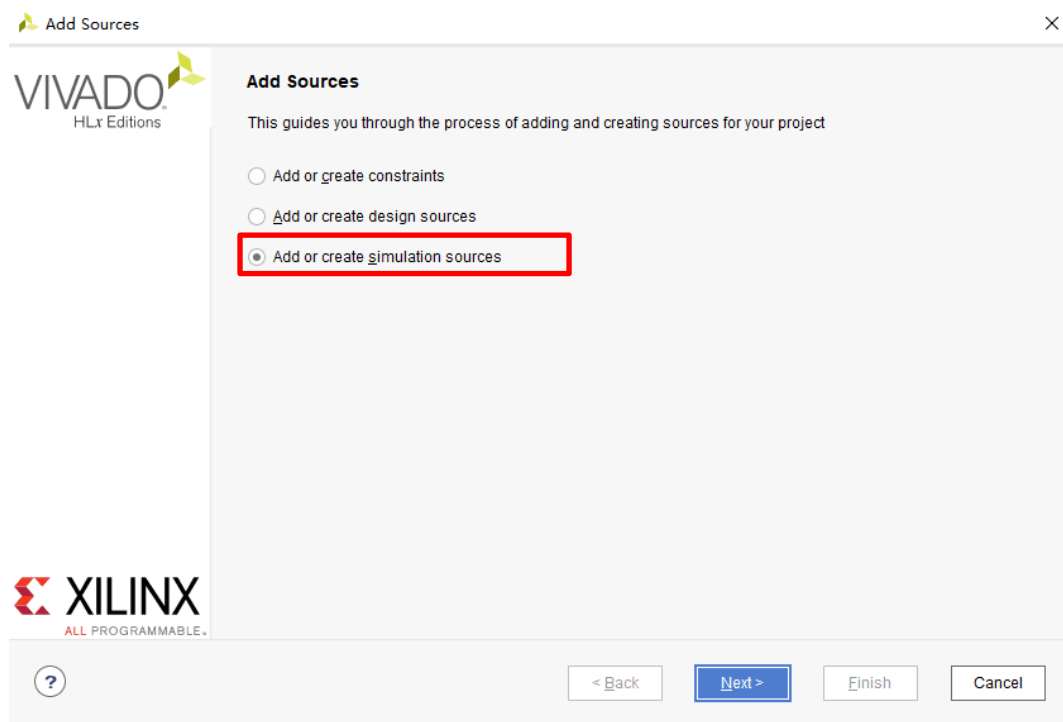 Add Sources
VIVADO
HLx Editions
Add Sources
This guides you through the process of adding and creating sources for your project
Add or create constraints
Add or create design sources
Add or create simulation sources
XILINX
ALL PROGRAMMABLE.
?
< Back
Next >
Finish
Cancel